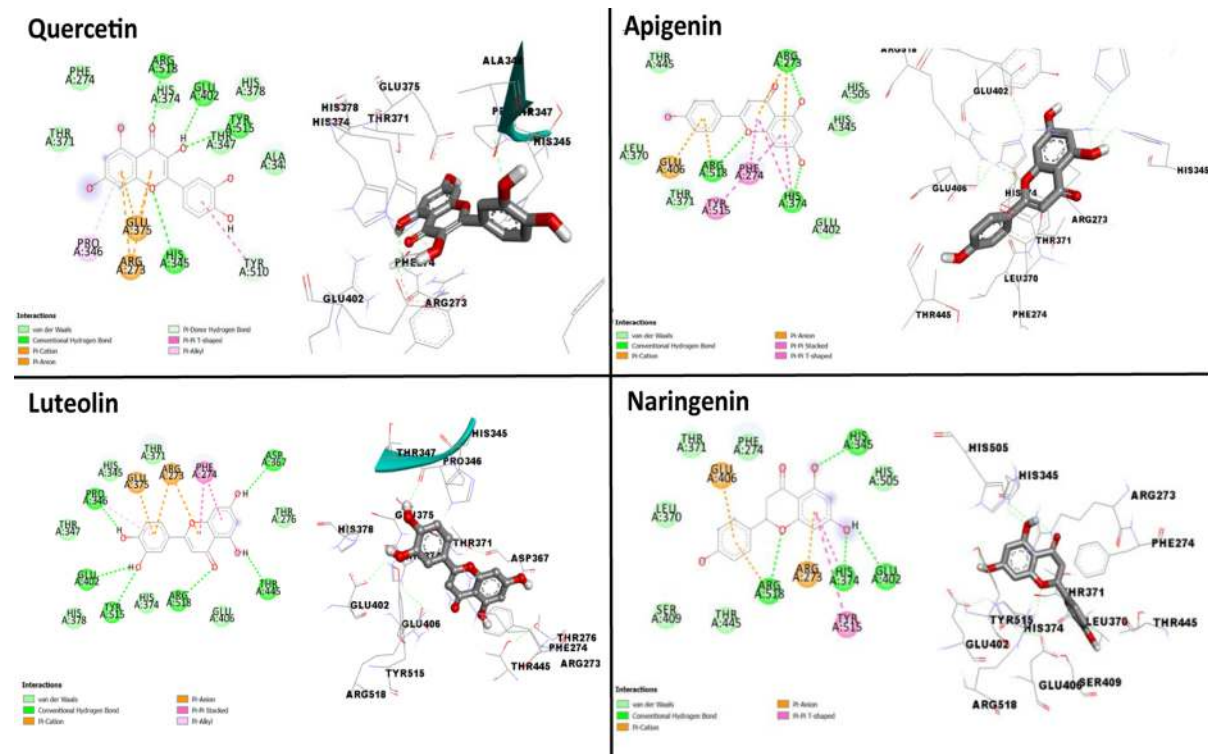 Quercetin
ARG
A:518
PHE
A:274
HIS
A:374
GLU
A:402
HIS
A:378
TYR
A:515
THR
A:371
THR
A:347
ALA
H
GLU
A:375
PRO
A:346
ARG
A:273
HIS
A:345
TYR
A:510
H
ALA
GLU375
HIS378
THR371
HIS374
THR347
HIS345
PHE274
GLU402
ARG273
Interactions
van der Waals
Conventional Hydrogen Bond
Pi-Cation
Pi-Anion
Pi-Donor Hydrogen Bond
Pi-Pi T-shaped
Pi-Alkyl
Apigenin
THR
A:445
ARG
A:273
HIS
A:505
HIS
A:345
LEU
A:370
GLU
A:406
ARG
A:518
PHE
A:274
THR
A:371
TYR
A:515
HIS
A:374
GLU
A:402
ARG518
GLU402
HIS345
GLU406
ARG273
THR371
LEU370
THR445
PHE274
Interactions
van der Waals
Conventional Hydrogen Bond
Pi-Cation
Pi-Anion
Pi-Pi Stacked
Pi-Pi T-shaped
Luteolin
THR
A:371
HIS
A:345
GLU
A:375
ARG
A:273
PHE
A:274
ASP
A:367
PRO
A:346
THR
A:347
THR
A:276
GLU
A:402
HIS
A:378
TYR
A:515
HIS
A:374
ARG
A:518
GLU
A:406
THR
A:445
HIS345
THR347
PRO346
GLU375
HIS378
THR371
ASP367
GLU402
GLU406
THR276
PHE274
TYR515
THR445
ARG273
ARG518
Interactions
van der Waals
Conventional Hydrogen Bond
Pi-Cation
Pi-Anion
Pi-Pi Stacked
Pi-Alkyl
Naringenin
THR
A:371
PHE
A:274
HIS
A:345
GLU
A:406
HIS
A:505
LEU
A:370
H
ARG
A:518
ARG
A:273
HIS
A:374
GLU
A:402
SER
A:409
THR
A:445
TYR
A:515
HIS505
HIS345
ARG273
PHE274
THR371
TYR515
LEU370
THR445
GLU402
HIS374
GLU406
SER409
ARG518
Interactions
van der Waals
Conventional Hydrogen Bond
Pi-Cation
Pi-Anion
Pi-Pi T-shaped